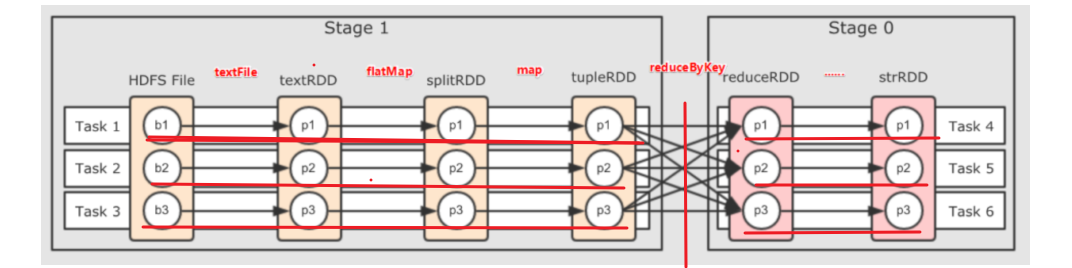 Stage 1
Stage 0
textFile
flatMap
map
reduceByKey
......
HDFS File
textRDD
splitRDD
tupleRDD
reduceRDD
strRDD
Task 1 b1 p1 p1 p1 p1 p1 Task 4
Task 2 b2 p2 p2 p2 p2 p2 Task 5
Task 3 b3 p3 p3 p3 p3 p3 Task 6